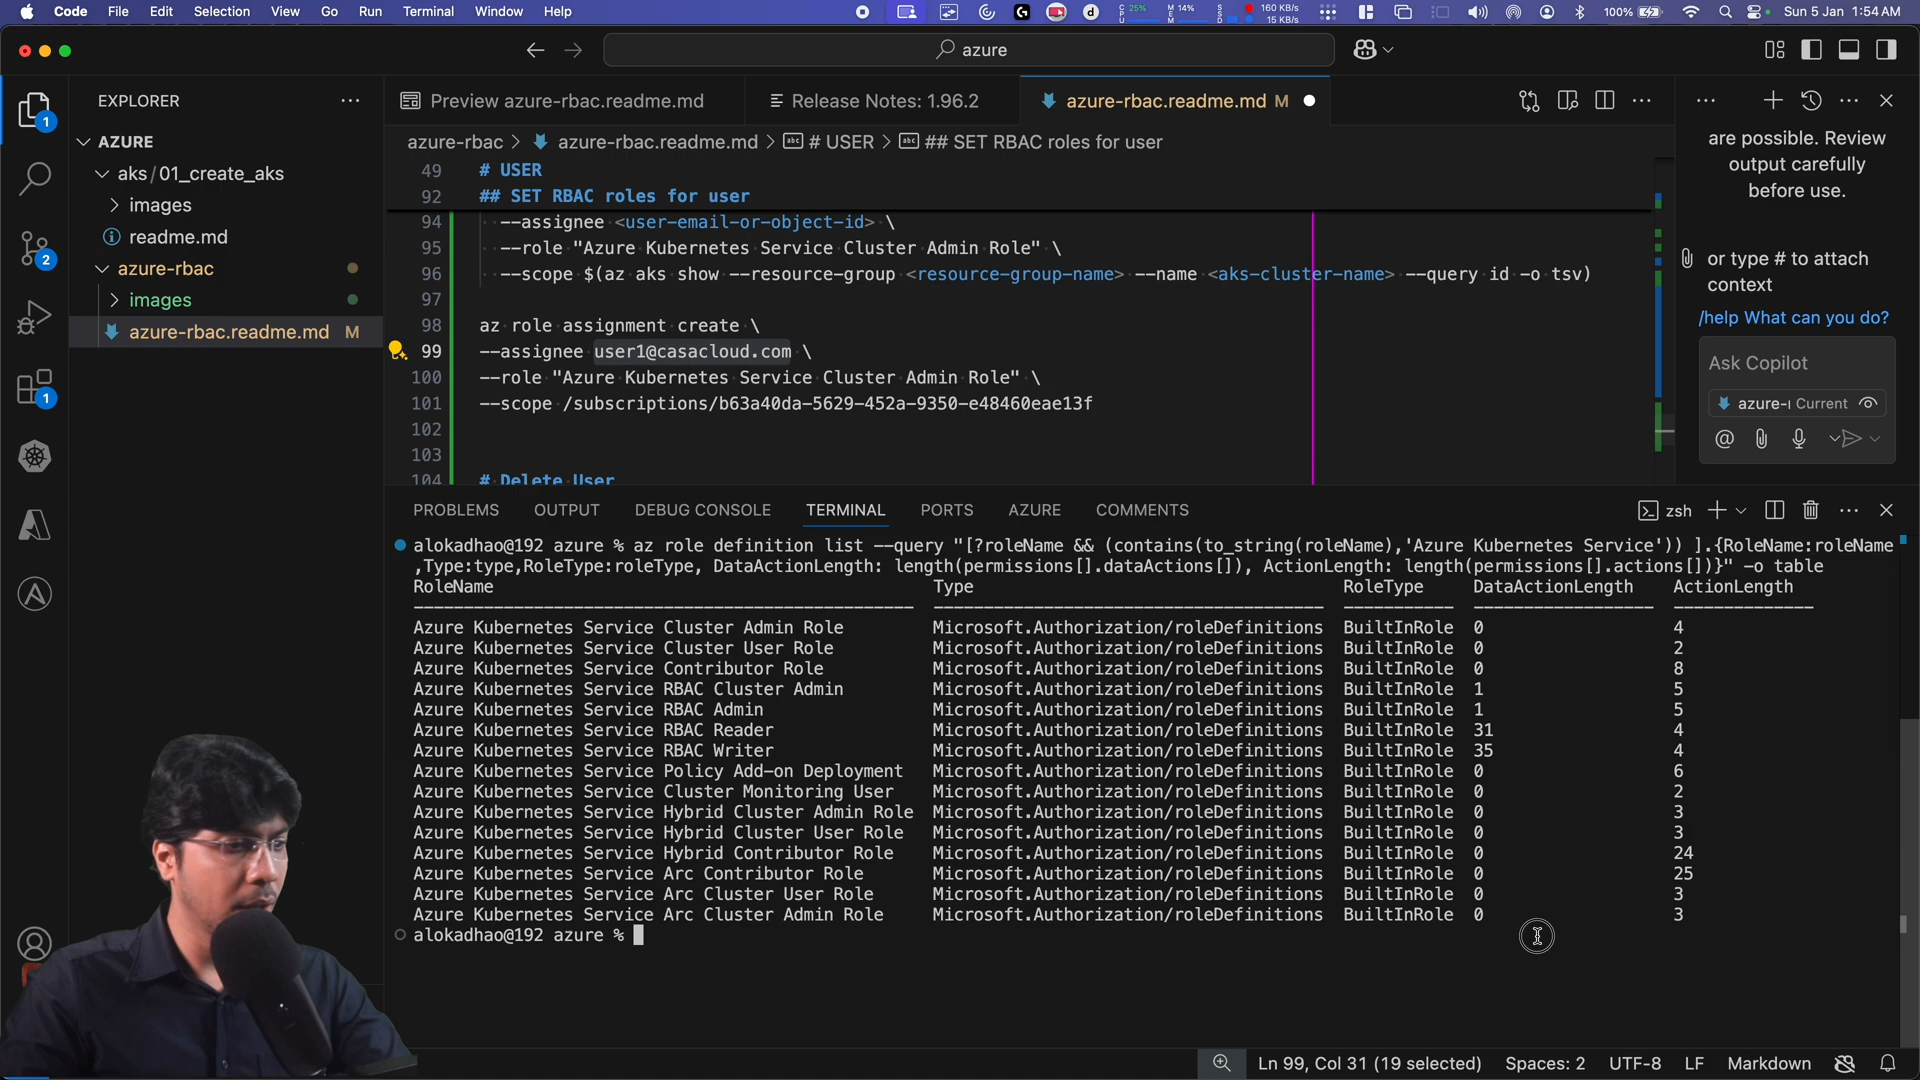 Code File Edit Selection View Go Run Terminal Window Help
CPU 25% MEM 14% SSD 160 KB/s 15 KB/s 100% Sun 5 Jan 1:54 AM
azure
EXPLORER
AZURE
aks/01_create_aks
images
readme.md
azure-rbac
images
azure-rbac.readme.md M
1
2
1
Preview azure-rbac.readme.md
Release Notes: 1.96.2
azure-rbac.readme.md M
azure-rbac > azure-rbac.readme.md > # USER > ## SET RBAC roles for user
49 # USER
92 ## SET RBAC roles for user
94 --assignee <user-email-or-object-id> \
95 --role "Azure Kubernetes Service Cluster Admin Role" \
96 --scope $(az aks show --resource-group <resource-group-name> --name <aks-cluster-name> --query id -o tsv)
97
98 az role assignment create \
99 --assignee user1@casacloud.com \
100 --role "Azure Kubernetes Service Cluster Admin Role" \
101 --scope /subscriptions/b63a40da-5629-452a-9350-e48460eae13f
102
103
104 # Delete User
are possible. Review
output carefully
before use.
or type # to attach
context
/help What can you do?
Ask Copilot
azure-r Current
PROBLEMS OUTPUT DEBUG CONSOLE TERMINAL PORTS AZURE COMMENTS
zsh
alokadhao@192 azure % az role definition list --query "[?roleName && (contains(to_string(roleName),'Azure Kubernetes Service')) ].{RoleName:roleName
,Type:type,RoleType:roleType, DataActionLength: length(permissions[].dataActions[]), ActionLength: length(permissions[].actions[])}" -o table
RoleName Type RoleType DataActionLength ActionLength
Azure Kubernetes Service Cluster Admin Role Microsoft.Authorization/roleDefinitions BuiltInRole 0 4
Azure Kubernetes Service Cluster User Role Microsoft.Authorization/roleDefinitions BuiltInRole 0 2
Azure Kubernetes Service Contributor Role Microsoft.Authorization/roleDefinitions BuiltInRole 0 8
Azure Kubernetes Service RBAC Cluster Admin Microsoft.Authorization/roleDefinitions BuiltInRole 1 5
Azure Kubernetes Service RBAC Admin Microsoft.Authorization/roleDefinitions BuiltInRole 1 5
Azure Kubernetes Service RBAC Reader Microsoft.Authorization/roleDefinitions BuiltInRole 31 4
Azure Kubernetes Service RBAC Writer Microsoft.Authorization/roleDefinitions BuiltInRole 35 4
Azure Kubernetes Service Policy Add-on Deployment Microsoft.Authorization/roleDefinitions BuiltInRole 0 6
Azure Kubernetes Service Cluster Monitoring User Microsoft.Authorization/roleDefinitions BuiltInRole 0 2
Azure Kubernetes Service Hybrid Cluster Admin Role Microsoft.Authorization/roleDefinitions BuiltInRole 0 3
Azure Kubernetes Service Hybrid Cluster User Role Microsoft.Authorization/roleDefinitions BuiltInRole 0 3
Azure Kubernetes Service Hybrid Contributor Role Microsoft.Authorization/roleDefinitions BuiltInRole 0 24
Azure Kubernetes Service Arc Contributor Role Microsoft.Authorization/roleDefinitions BuiltInRole 0 25
Azure Kubernetes Service Arc Cluster User Role Microsoft.Authorization/roleDefinitions BuiltInRole 0 3
Azure Kubernetes Service Arc Cluster Admin Role Microsoft.Authorization/roleDefinitions BuiltInRole 0 3
alokadhao@192 azure %
Ln 99, Col 31 (19 selected) Spaces: 2 UTF-8 LF Markdown